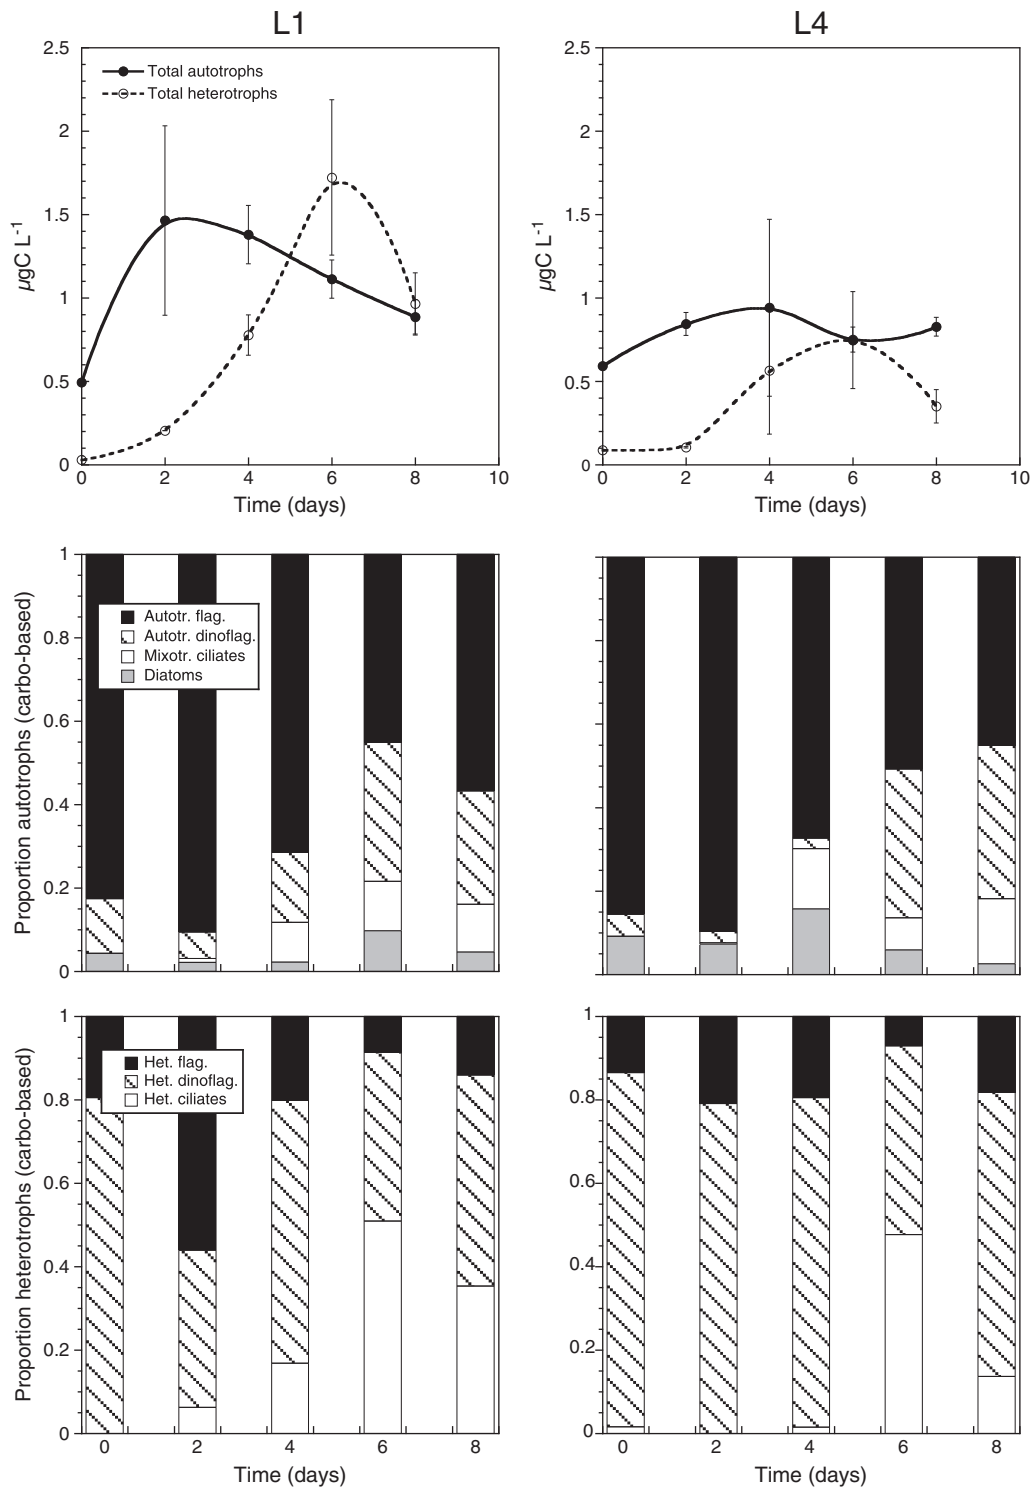 L1
L4
2.5
2
1.5
1
0.5
0
µgC L-1
Total autotrophs
Total heterotrophs
0
2
4
6
8
10
Time (days)
2.5
2
1.5
1
0.5
0
µgC L-1
0
2
4
6
8
10
Time (days)
1
0.8
0.6
0.4
0.2
0
Proportion autotrophs (carbo-based)
Autotr. flag.
Autotr. dinoflag.
Mixotr. ciliates
Diatoms
1
0.8
0.6
0.4
0.2
0
Proportion heterotrophs (carbo-based)
Het. flag.
Het. dinoflag.
Het. ciliates
0
2
4
6
8
Time (days)
1
0.8
0.6
0.4
0.2
0
0
2
4
6
8
Time (days)